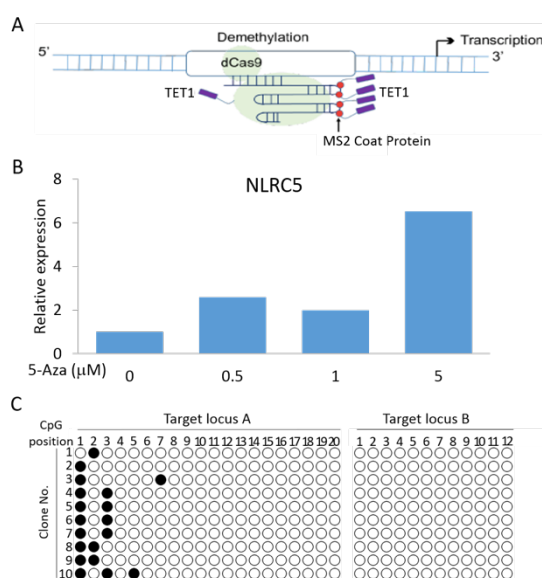 A
Demethylation
5' dCas9 Transcription 3'
TET1 TET1
MS2 Coat Protein
B
NLRC5
8
6
4
2
0
Relative expression
5-Aza (μM) 0 0.5 1 5
C
CpG position
Target locus A Target locus B
1 2 3 4 5 6 7 8 9 10 11 12 13 14 15 16 17 18 19 20 1 2 3 4 5 6 7 8 9 10 11 12
Clone No.
1
2
3
4
5
6
7
8
9
10